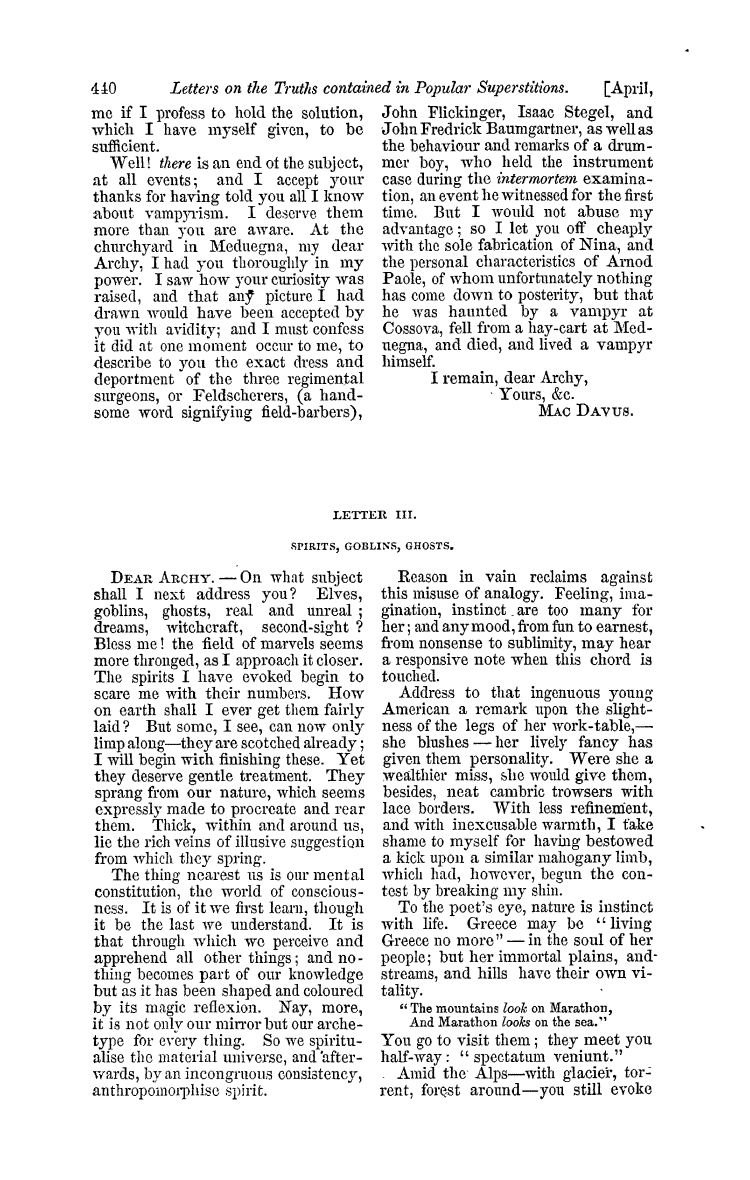 440 Letters on the Truths contained in Popular Superstitions. [April,
me if I profess to hold the solution,
which I have myself given, to be
sufficient.
Well! there is an end of the subject,
at all events; and I accept your
thanks for having told you all I know
about vampyrism. I deserve them
more than you are aware. At the
churchyard in Meduegna, my dear
Archy, I had you thoroughly in my
power. I saw how your curiosity was
raised, and that any picture I had
drawn would have been accepted by
you with avidity; and I must confess
it did at one moment occur to me, to
describe to you the exact dress and
deportment of the three regimental
surgeons, or Feldscherers, (a hand-
some word signifying field-barbers),
John Flickinger, Isaac Stegel, and
John Fredrick Baumgartner, as well as
the behaviour and remarks of a drum-
mer boy, who held the instrument
case during the intermortem examina-
tion, an event he witnessed for the first
time. But I would not abuse my
advantage; so I let you off cheaply
with the sole fabrication of Nina, and
the personal characteristics of Arnod
Paole, of whom unfortunately nothing
has come down to posterity, but that
he was haunted by a vampyr at
Cossova, fell from a hay-cart at Med-
uegna, and died, and lived a vampyr
himself.
I remain, dear Archy,
Yours, &c.
MAC DAVUS.
LETTER III.
SPIRITS, GOBLINS, GHOSTS.
DEAR ARCHY.—On what subject
shall I next address you? Elves,
goblins, ghosts, real and unreal;
dreams, witchcraft, second-sight?
Bless me! the field of marvels seems
more thronged, as I approach it closer.
The spirits I have evoked begin to
scare me with their numbers. How
on earth shall I ever get them fairly
laid? But some, I see, can now only
limp along—they are scotched already;
I will begin with finishing these. Yet
they deserve gentle treatment. They
sprang from our nature, which seems
expressly made to procreate and rear
them. Thick, within and around us,
lie the rich veins of illusive suggestion
from which they spring.
The thing nearest us is our mental
constitution, the world of conscious-
ness. It is of it we first learn, though
it be the last we understand. It is
that through which we perceive and
apprehend all other things; and no-
thing becomes part of our knowledge
but as it has been shaped and coloured
by its magic reflexion. Nay, more,
it is not only our mirror but our arche-
type for every thing. So we spiritu-
alise the material universe, and after-
wards, by an incongruous consistency,
anthropomorphise spirit.
Reason in vain reclaims against
this misuse of analogy. Feeling, ima-
gination, instinct are too many for
her; and any mood, from fun to earnest,
from nonsense to sublimity, may hear
a responsive note when this chord is
touched.
Address to that ingenuous young
American a remark upon the slight-
ness of the legs of her work-table,—
she blushes—her lively fancy has
given them personality. Were she a
wealthier miss, she would give them,
besides, neat cambric trowsers with
lace borders. With less refinement,
and with inexcusable warmth, I take
shame to myself for having bestowed
a kick upon a similar mahogany limb,
which had, however, begun the con-
test by breaking my shin.
To the poet's eye, nature is instinct
with life. Greece may be "living
Greece no more"—in the soul of her
people; but her immortal plains, and
streams, and hills have their own vi-
tality.
"The mountains look on Marathon,
And Marathon looks on the sea."
You go to visit them; they meet you
half-way: "spectatum veniunt."
Amid the Alps—with glacier, tor-
rent, forest around—you still evoke